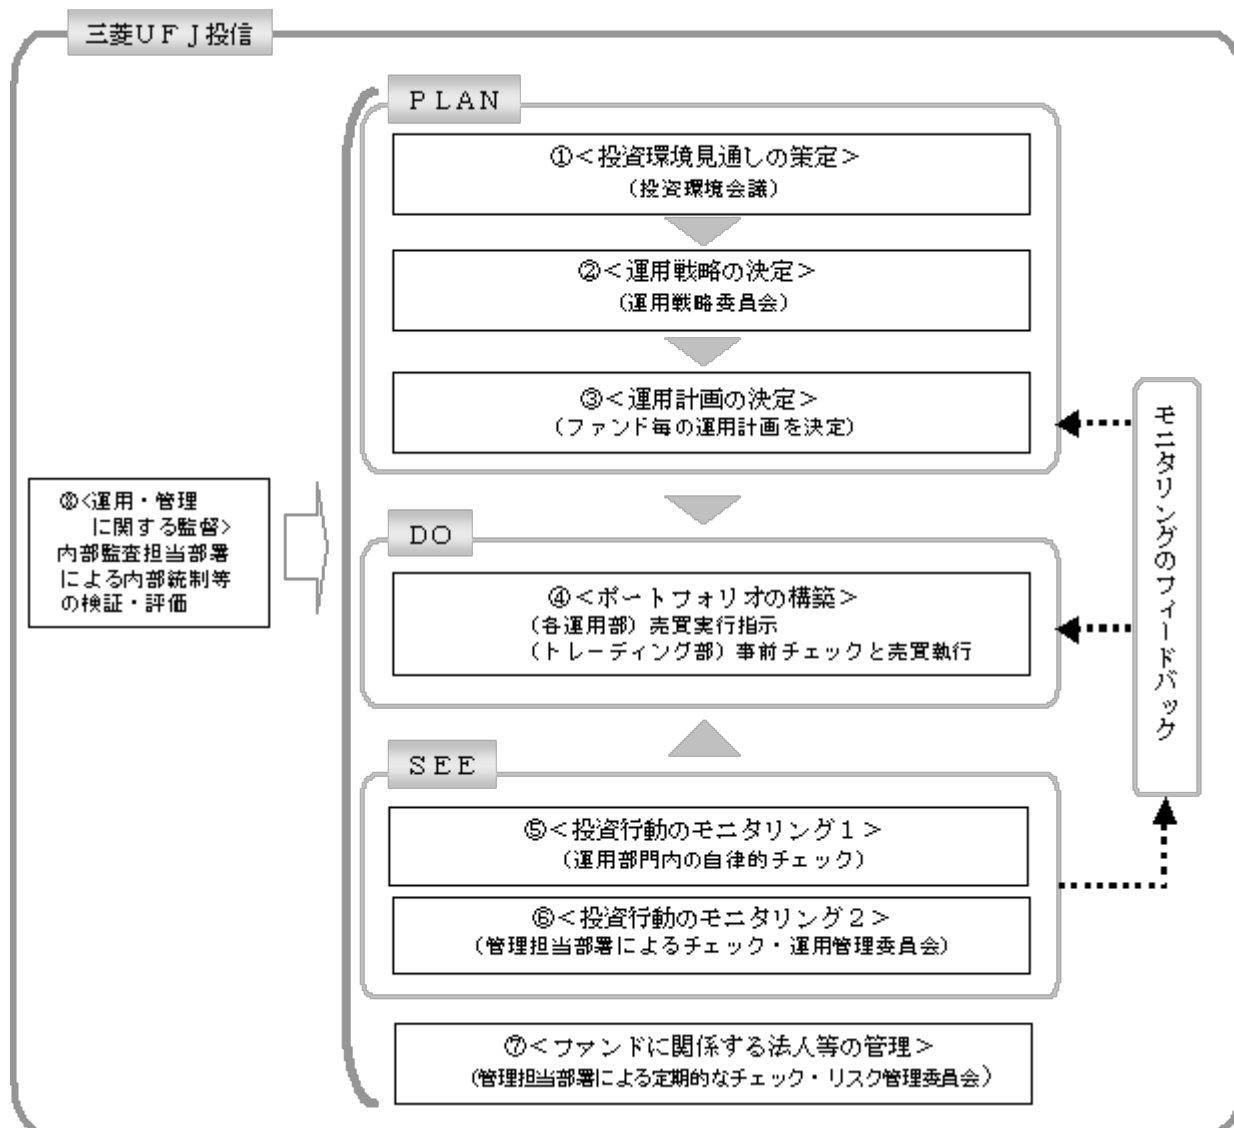 三菱ＵＦＪ投信
ＰＬＡＮ
①＜投資環境見通しの策定＞
（投資環境会議）
②＜運用戦略の決定＞
（運用戦略委員会）
③＜運用計画の決定＞
（ファンド毎の運用計画を決定）
⑧＜運用・管理
に関する監督＞
内部監査担当部署
による内部統制等
の検証・評価
ＤＯ
④＜ポートフォリオの構築＞
（各運用部）売買実行指示
（トレーディング部）事前チェックと売買執行
モニタリングのフィードバック
ＳＥＥ
⑤＜投資行動のモニタリング１＞
（運用部門内の自律的チェック）
⑥＜投資行動のモニタリング２＞
（管理担当部署によるチェック・運用管理委員会）
⑦＜ファンドに関係する法人等の管理＞
（管理担当部署による定期的なチェック・リスク管理委員会）